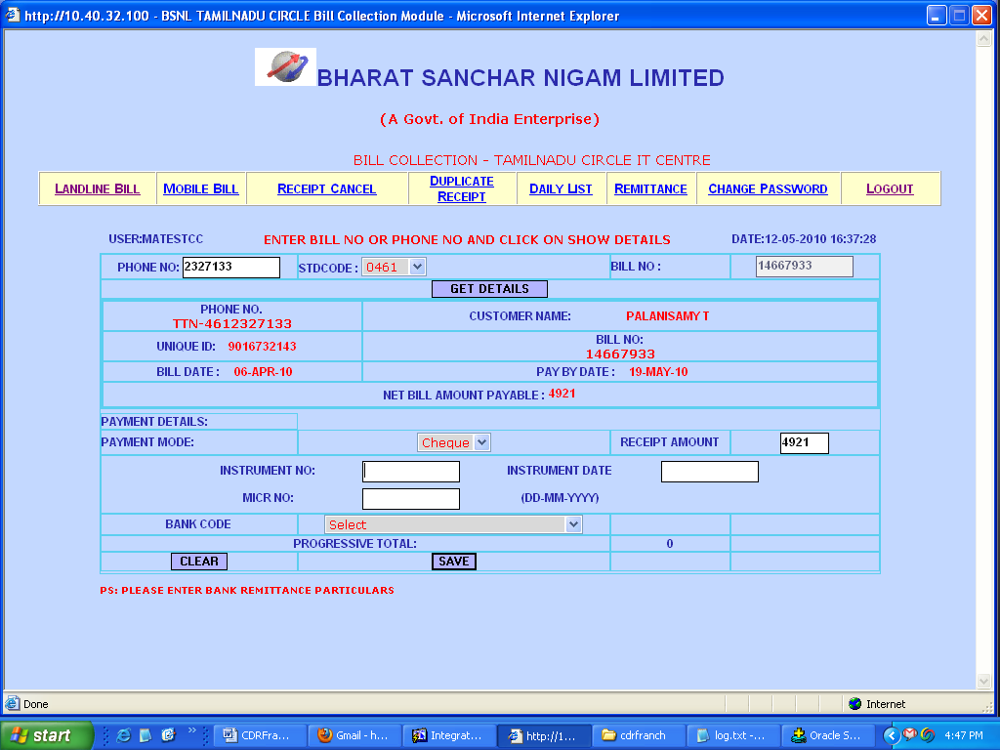 http://10.40.32.100 - BSNL TAMILNADU CIRCLE Bill Collection Module - Microsoft Internet Explorer
BHARAT SANCHAR NIGAM LIMITED
(A Govt. of India Enterprise)
BILL COLLECTION - TAMILNADU CIRCLE IT CENTRE
LANDLINE BILL MOBILE BILL RECEIPT CANCEL DUPLICATE RECEIPT DAILY LIST REMITTANCE CHANGE PASSWORD LOGOUT
USER:MATESTCC ENTER BILL NO OR PHONE NO AND CLICK ON SHOW DETAILS DATE:12-05-2010 16:37:28
PHONE NO: 2327133 STDCODE : 0461 BILL NO : 14667933
GET DETAILS
PHONE NO.
TTN-4612327133
CUSTOMER NAME: PALANISAMY T
UNIQUE ID: 9016732143
BILL NO:
14667933
BILL DATE : 06-APR-10 PAY BY DATE : 19-MAY-10
NET BILL AMOUNT PAYABLE : 4921
PAYMENT DETAILS:
PAYMENT MODE: Cheque RECEIPT AMOUNT 4921
INSTRUMENT NO: INSTRUMENT DATE
MICR NO: (DD-MM-YYYY)
BANK CODE Select
PROGRESSIVE TOTAL: 0
CLEAR SAVE
PS: PLEASE ENTER BANK REMITTANCE PARTICULARS
Done Internet
start » CDRFra... Gmail - h... Integrat... http://1... cdrfranch log.txt -... Oracle S... 4:47 PM